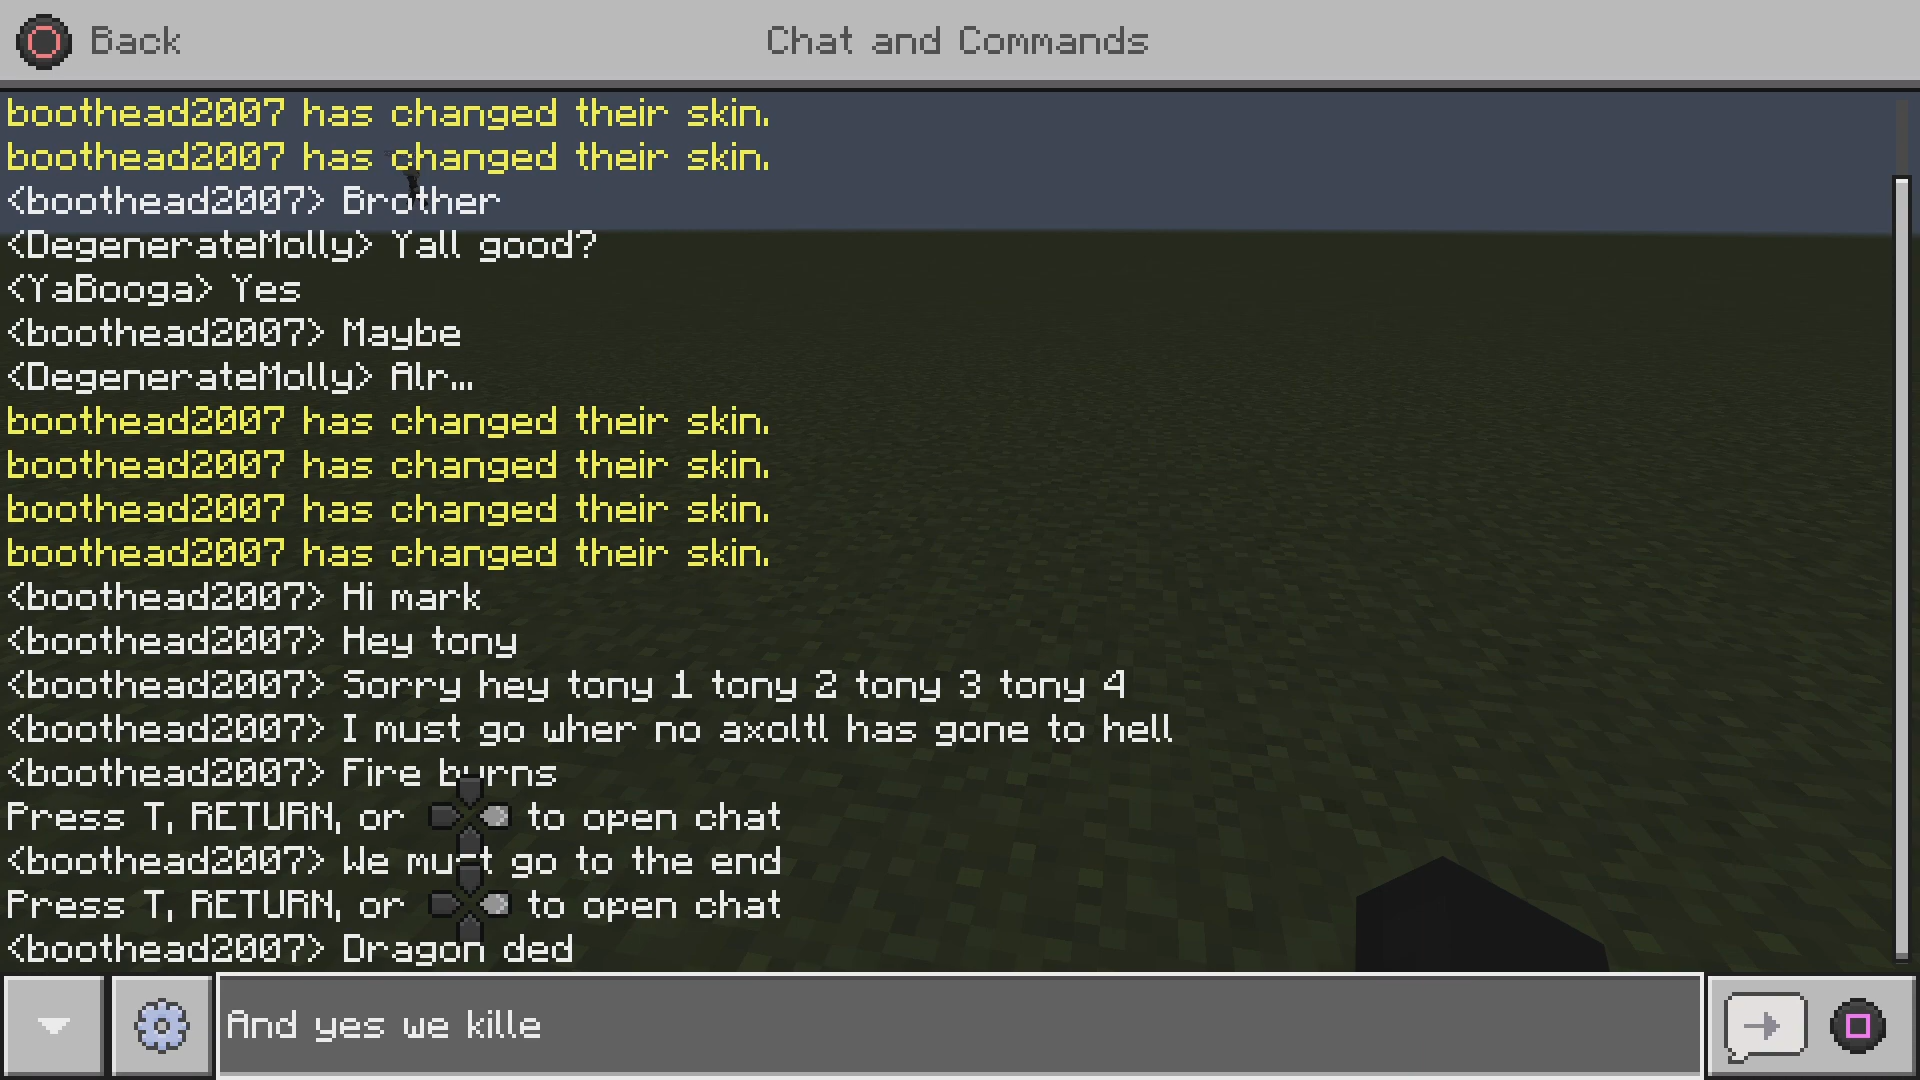 Back
Chat and Commands
boothead2007 has changed their skin.
boothead2007 has changed their skin.
<boothead2007> Brother
<DegenerateMolly> Yall good?
<YaBooga> Yes
<boothead2007> Maybe
<DegenerateMolly> Alr...
boothead2007 has changed their skin.
boothead2007 has changed their skin.
boothead2007 has changed their skin.
boothead2007 has changed their skin.
<boothead2007> Hi mark
<boothead2007> Hey tony
<boothead2007> Sorry hey tony 1 tony 2 tony 3 tony 4
<boothead2007> I must go wher no axoltl has gone to hell
<boothead2007> Fire burns
Press T, RETURN, or to open chat
<boothead2007> We must go to the end
Press T, RETURN, or to open chat
<boothead2007> Dragon ded
And yes we kille